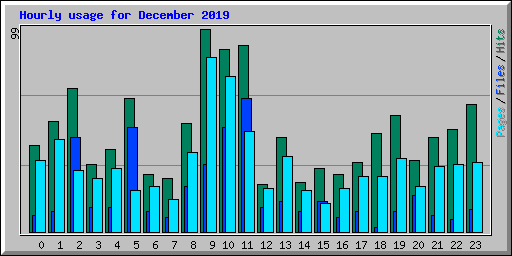 Hourly usage for December 2019
99
Pages/Files/Hits
0 1 2 3 4 5 6 7 8 9 10 11 12 13 14 15 16 17 18 19 20 21 22 23